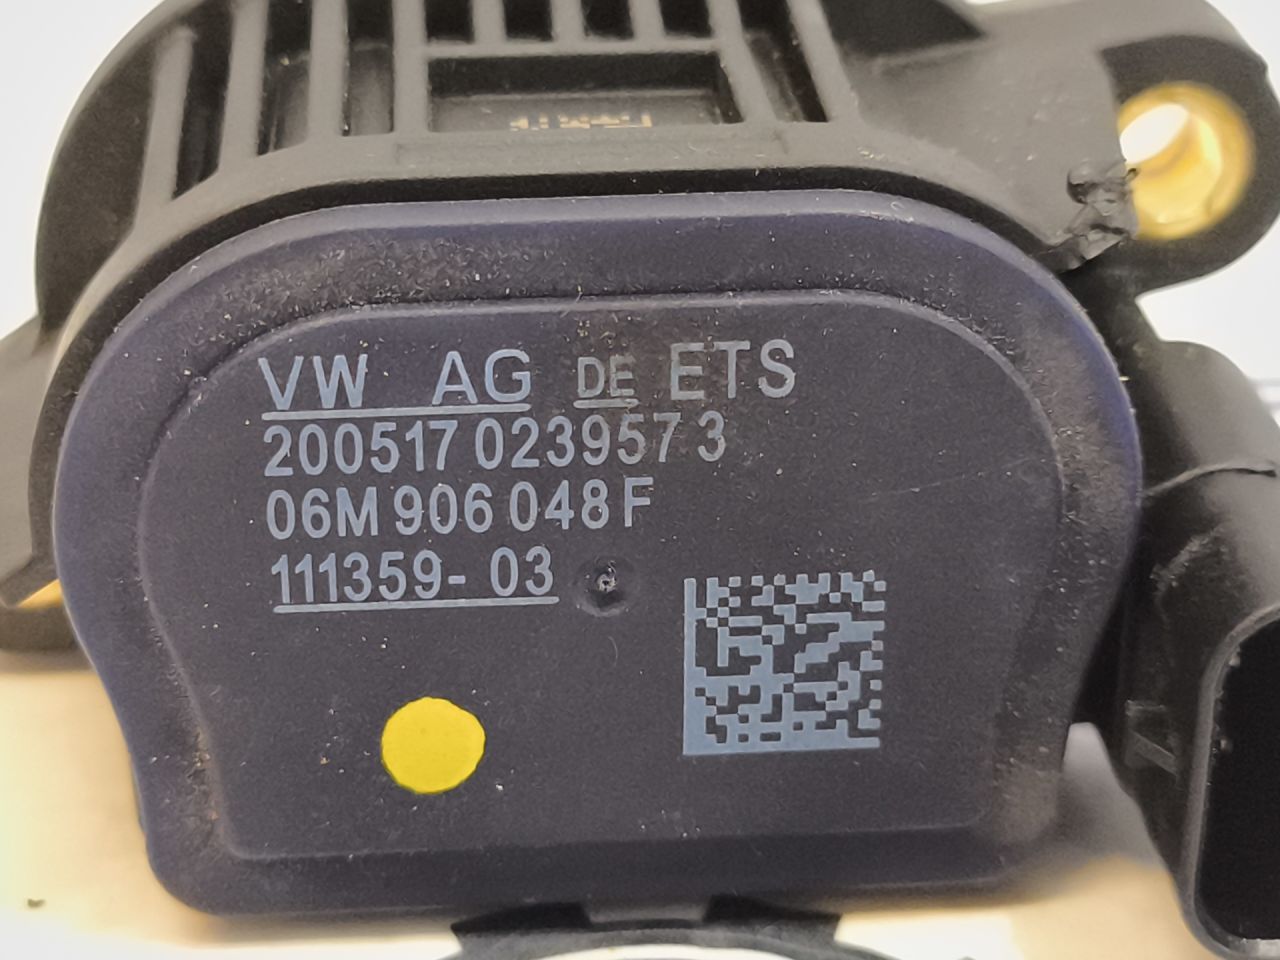 VW AG DE ETS
200517 0239573
06M 906 048 F
111359- 03